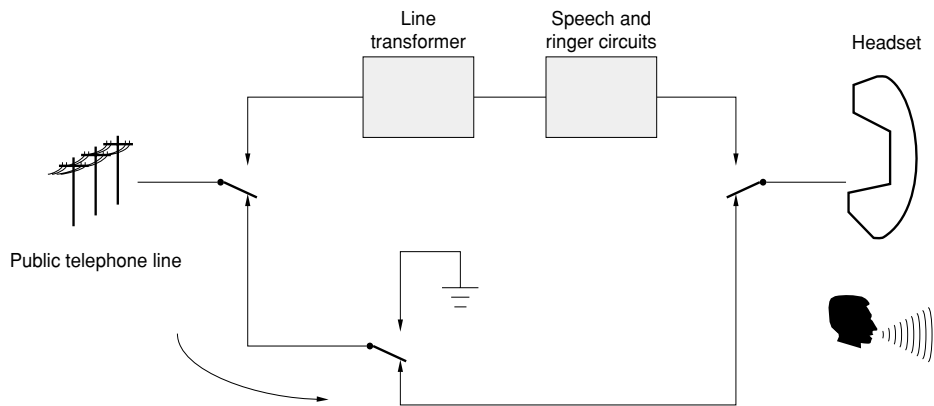 Line
transformer
Speech and
ringer circuits
Headset
Public telephone line